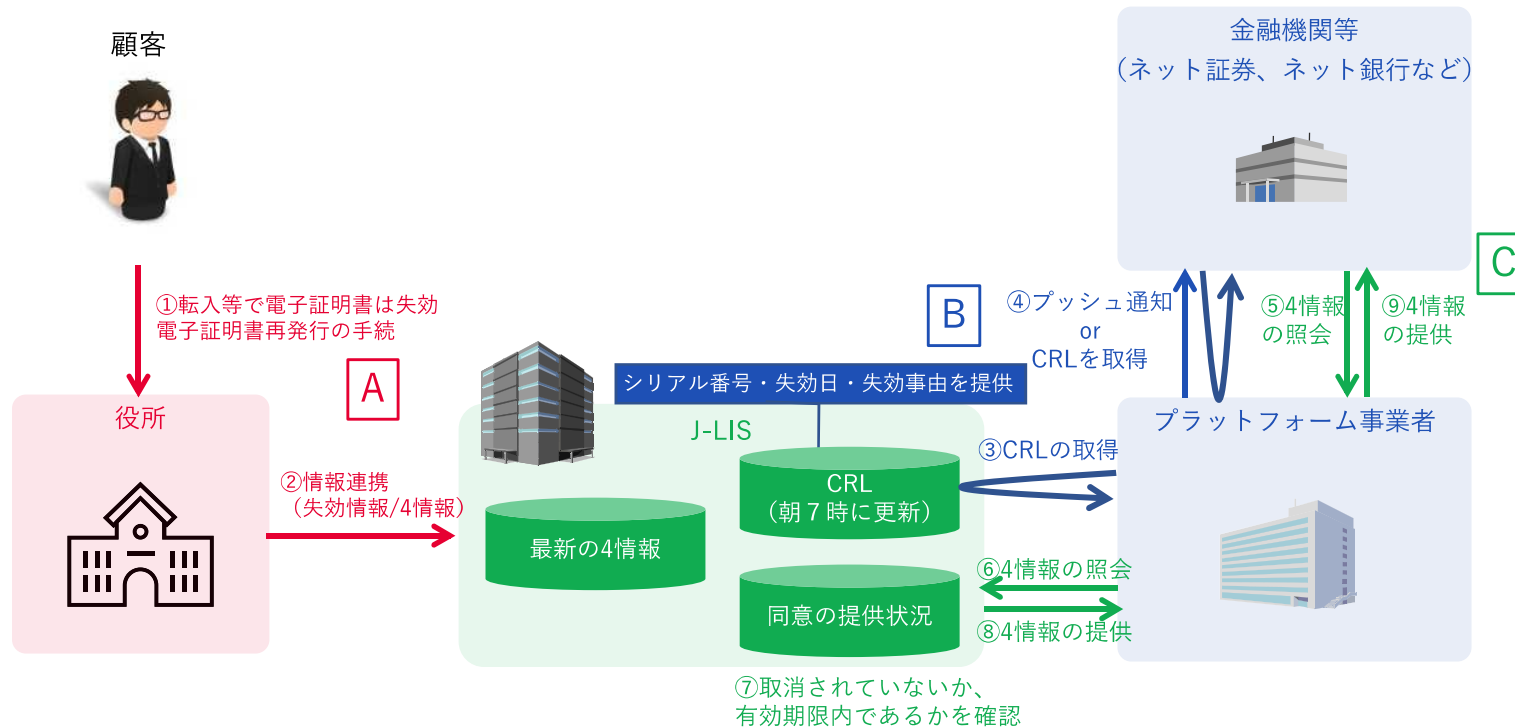 顧客
①転入等で電子証明書は失効
電子証明書再発行の手続
A
役所
②情報連携
（失効情報/4情報）
J-LIS
最新の4情報
シリアル番号・失効日・失効事由を提供
CRL
（朝７時に更新）
同意の提供状況
⑦取消されていないか、
有効期限内であるかを確認
B
③CRLの取得
④プッシュ通知
or
CRLを取得
⑥4情報の照会
⑧4情報の提供
金融機関等
（ネット証券、ネット銀行など）
C
⑤4情報
の照会
⑨4情報
の提供
プラットフォーム事業者